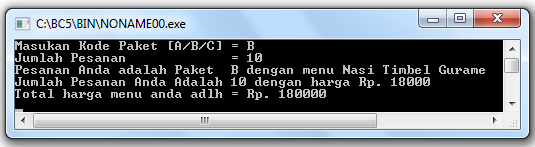 C:\BC5\BIN\NONAME00.exe
Masukan Kode Paket [A/B/C] = B
Jumlah Pesanan             = 10
Pesanan Anda adalah Paket  B dengan menu Nasi Timbel Gurame
Jumlah Pesanan Anda Adalah 10 dengan harga Rp. 18000
Total harga menu anda adlh = Rp. 180000